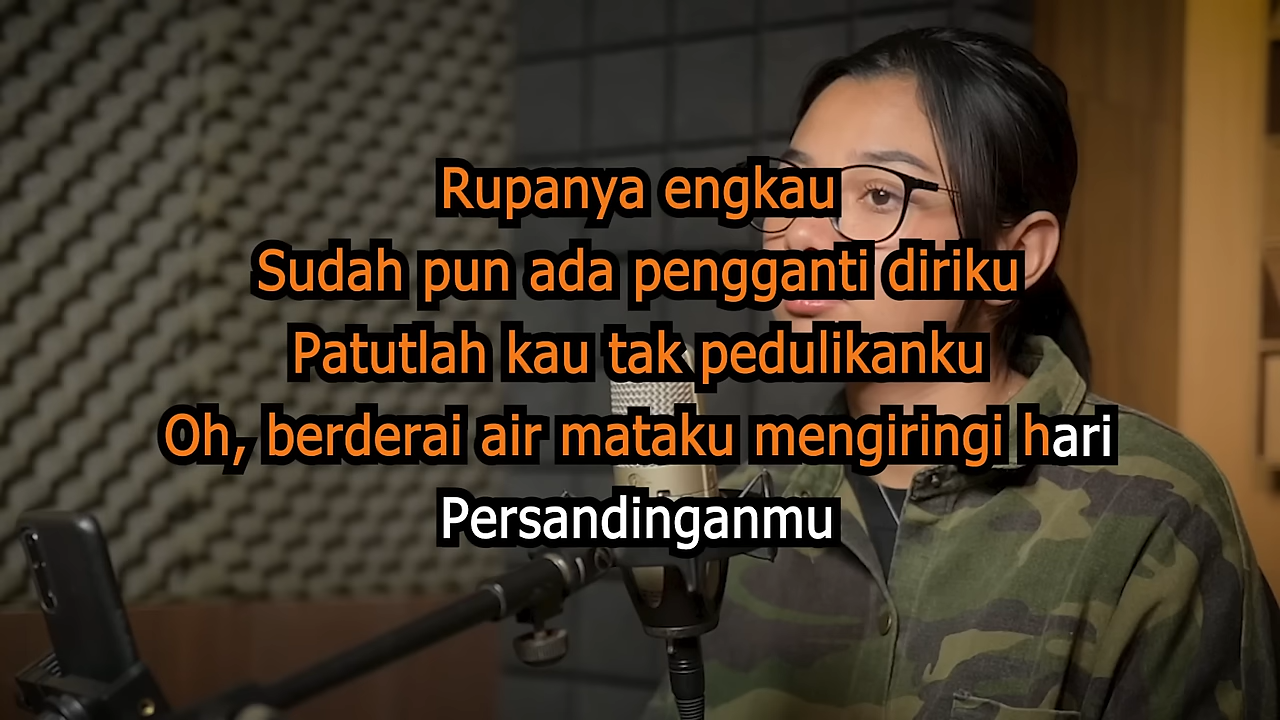 Rupanya engkau
Sudah pun ada pengganti diriku
Patutlah kau tak pedulikanku
Oh, berderai air mataku mengiringi hari
Persandinganmu